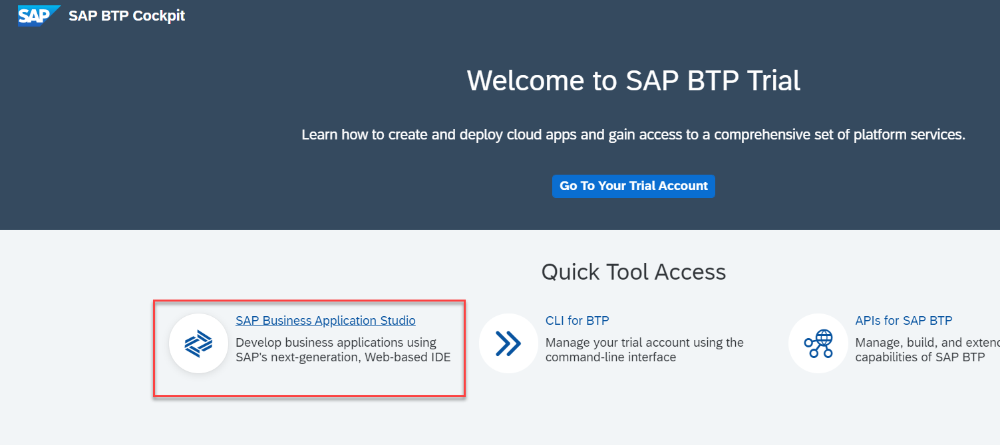 SAP SAP BTP Cockpit
Welcome to SAP BTP Trial
Learn how to create and deploy cloud apps and gain access to a comprehensive set of platform services.
Go To Your Trial Account
Quick Tool Access
SAP Business Application Studio
Develop business applications using
SAP's next-generation, Web-based IDE
CLI for BTP
Manage your trial account using the
command-line interface
APIs for SAP BTP
Manage, build, and extend
capabilities of SAP BTP